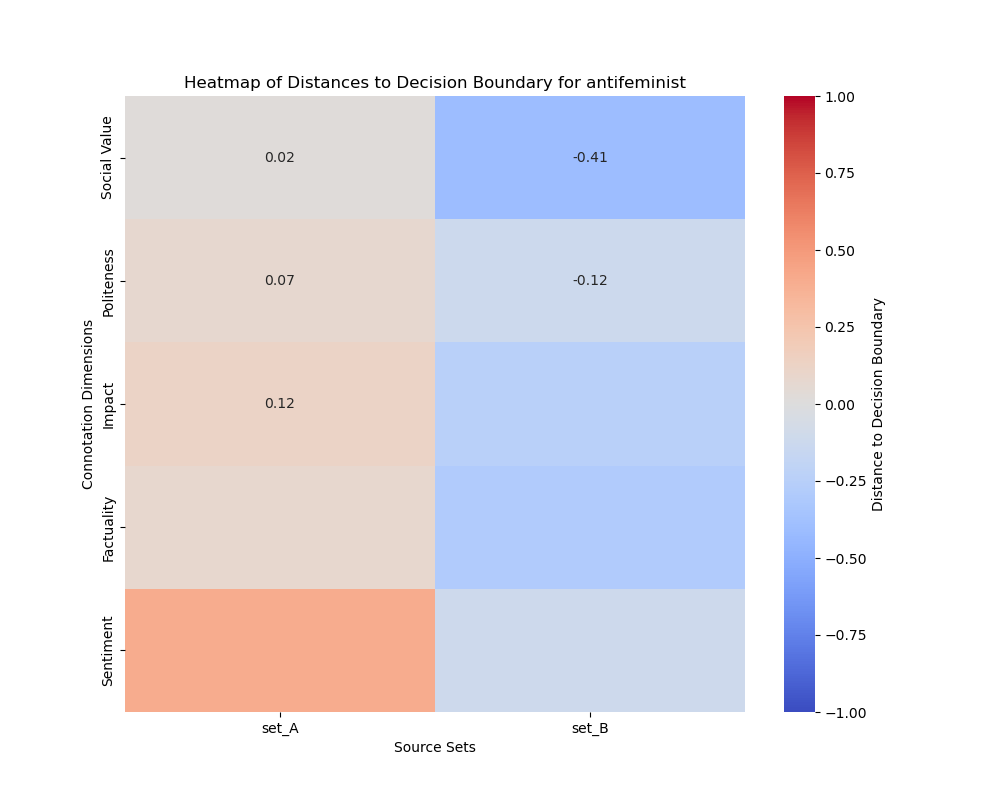 Heatmap of Distances to Decision Boundary for antifeminist
Connotation Dimensions
Social Value
0.02
-0.41
Politeness
0.07
-0.12
Impact
0.12
Factuality
Sentiment
set_A
set_B
Source Sets
1.00
0.75
0.50
0.25
0.00
−0.25
−0.50
−0.75
−1.00
Distance to Decision Boundary